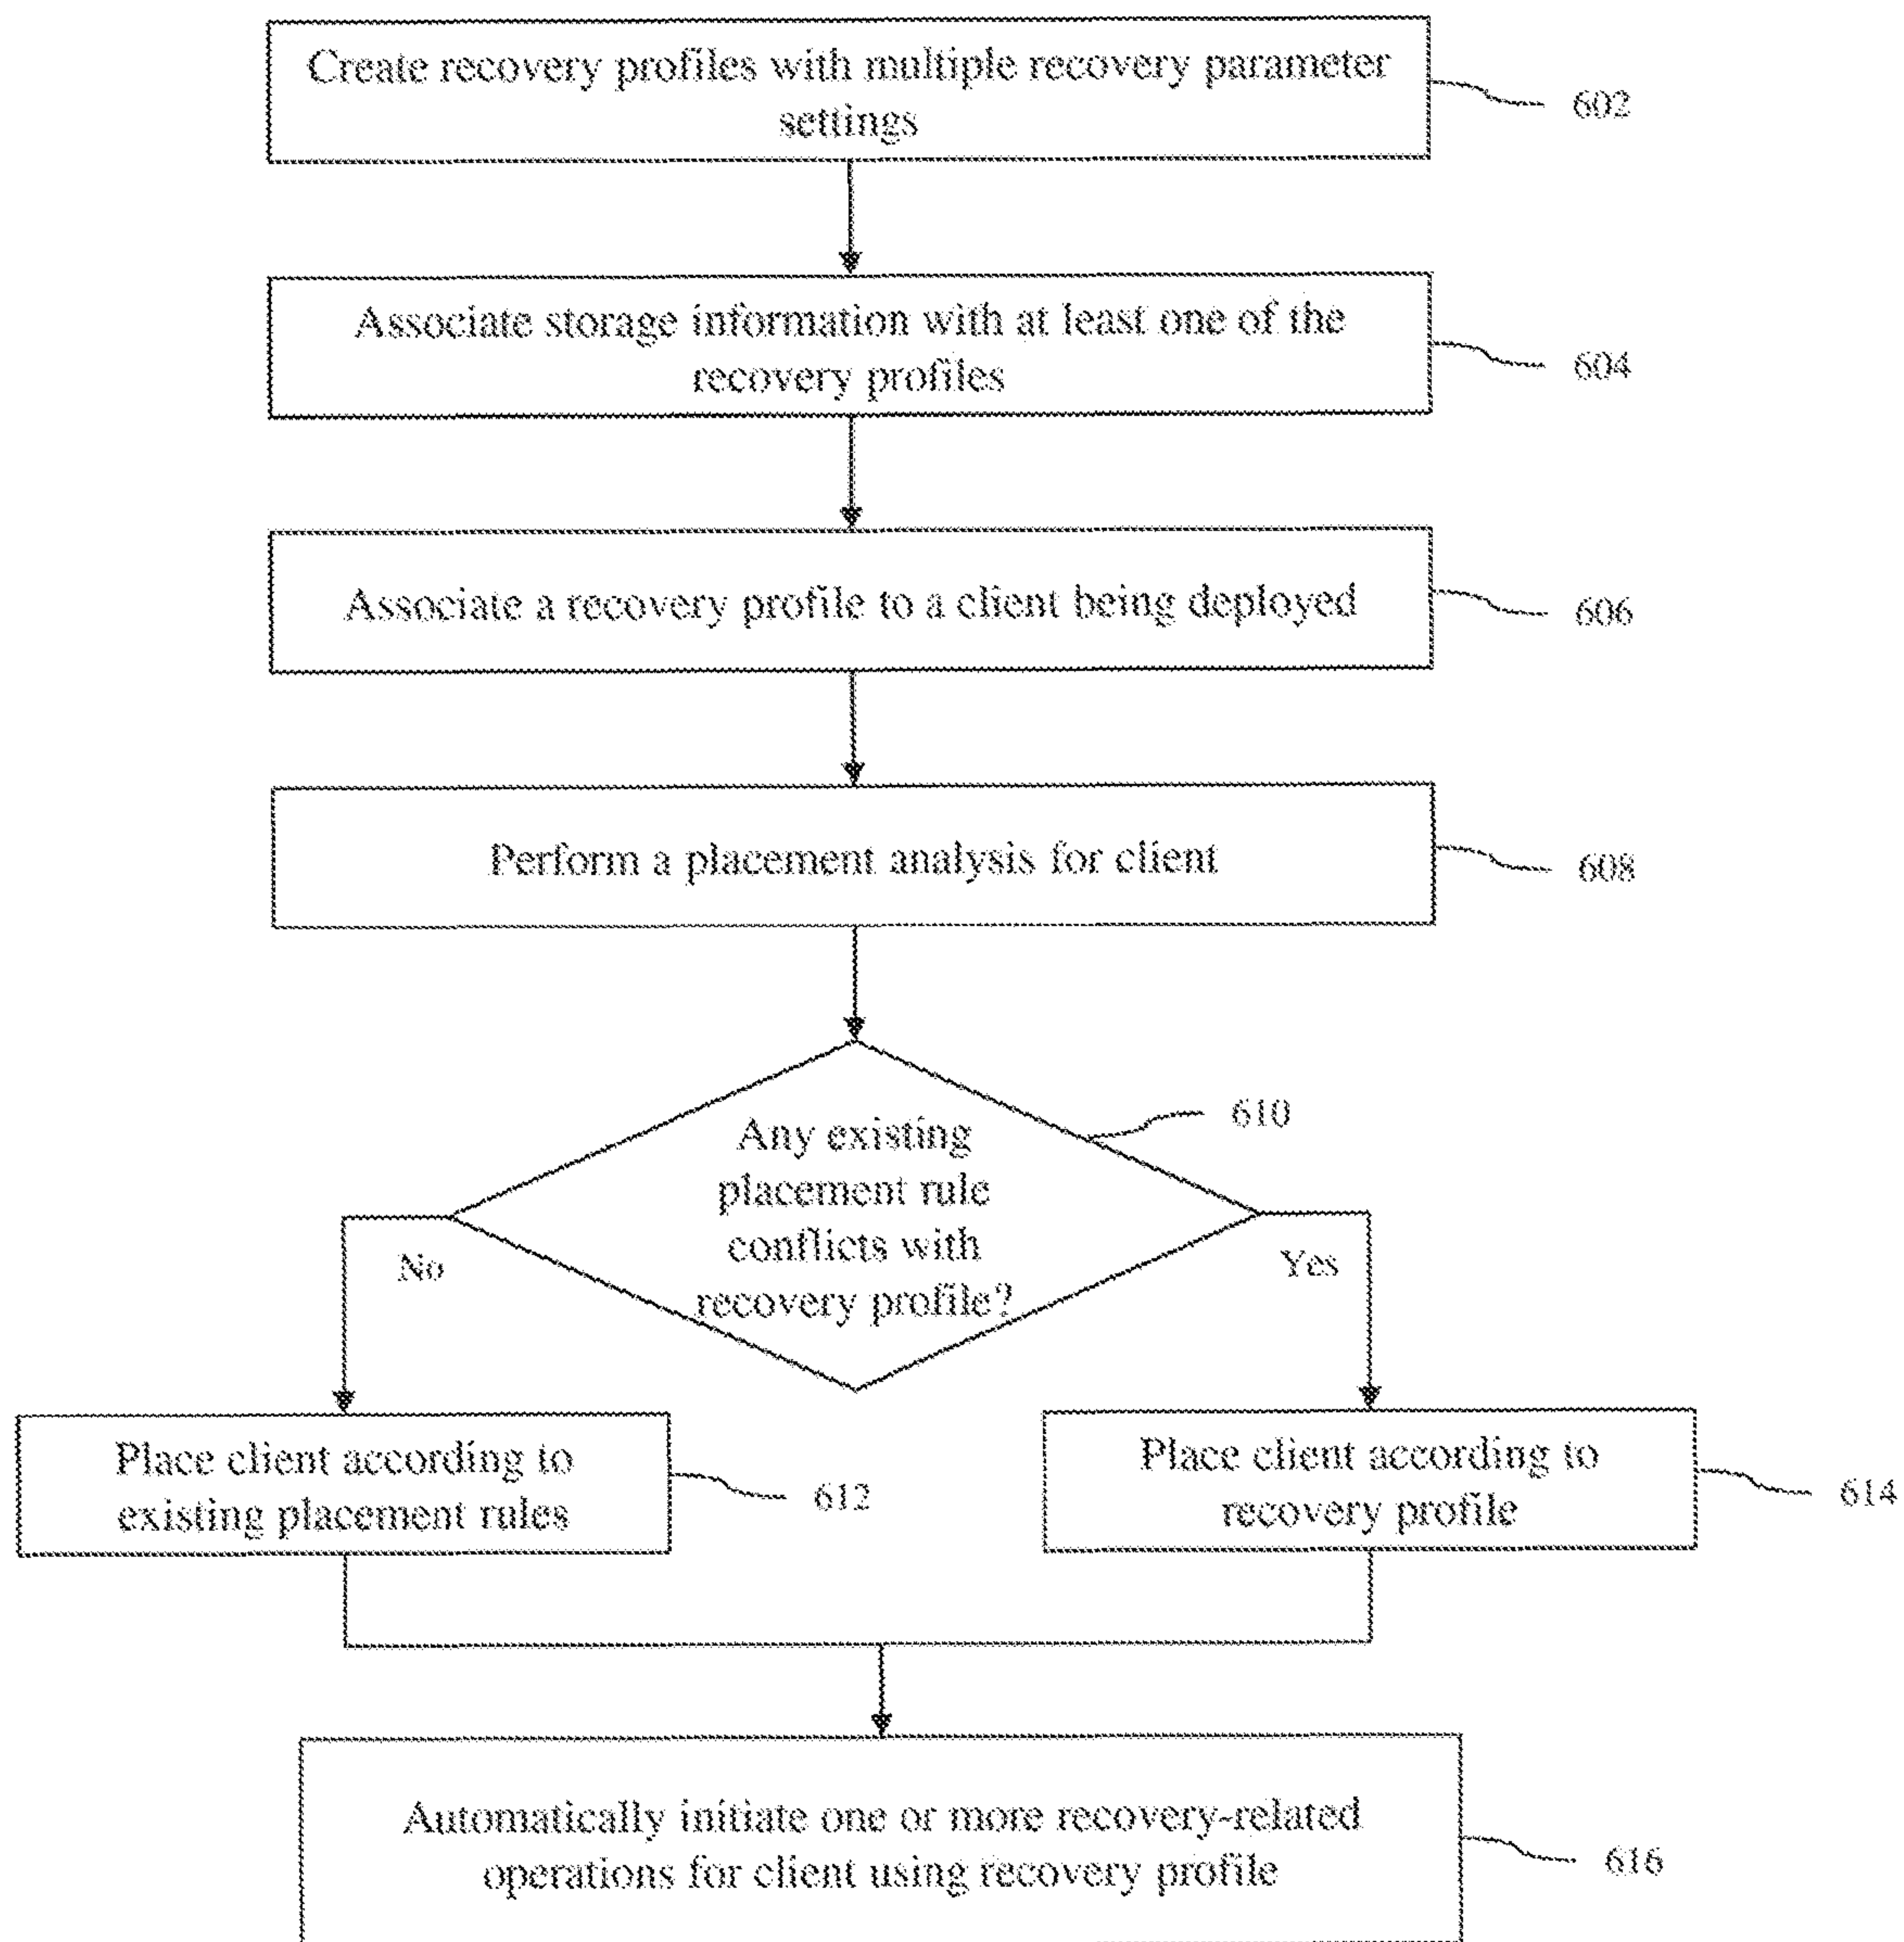 Create recovery profiles with multiple recovery parameter
settings
602
Associate storage information with at least one of the
recovery profiles
604
Associate a recovery profile to a client being deployed
606
Perform a placement analysis for client
608
Any existing
placement rule
conflicts with
recovery profile?
610
No
Yes
Place client according to
existing placement rules
612
Place client according to
recovery profile
614
Automatically initiate one or more recovery-related
operations for client using recovery profile
616